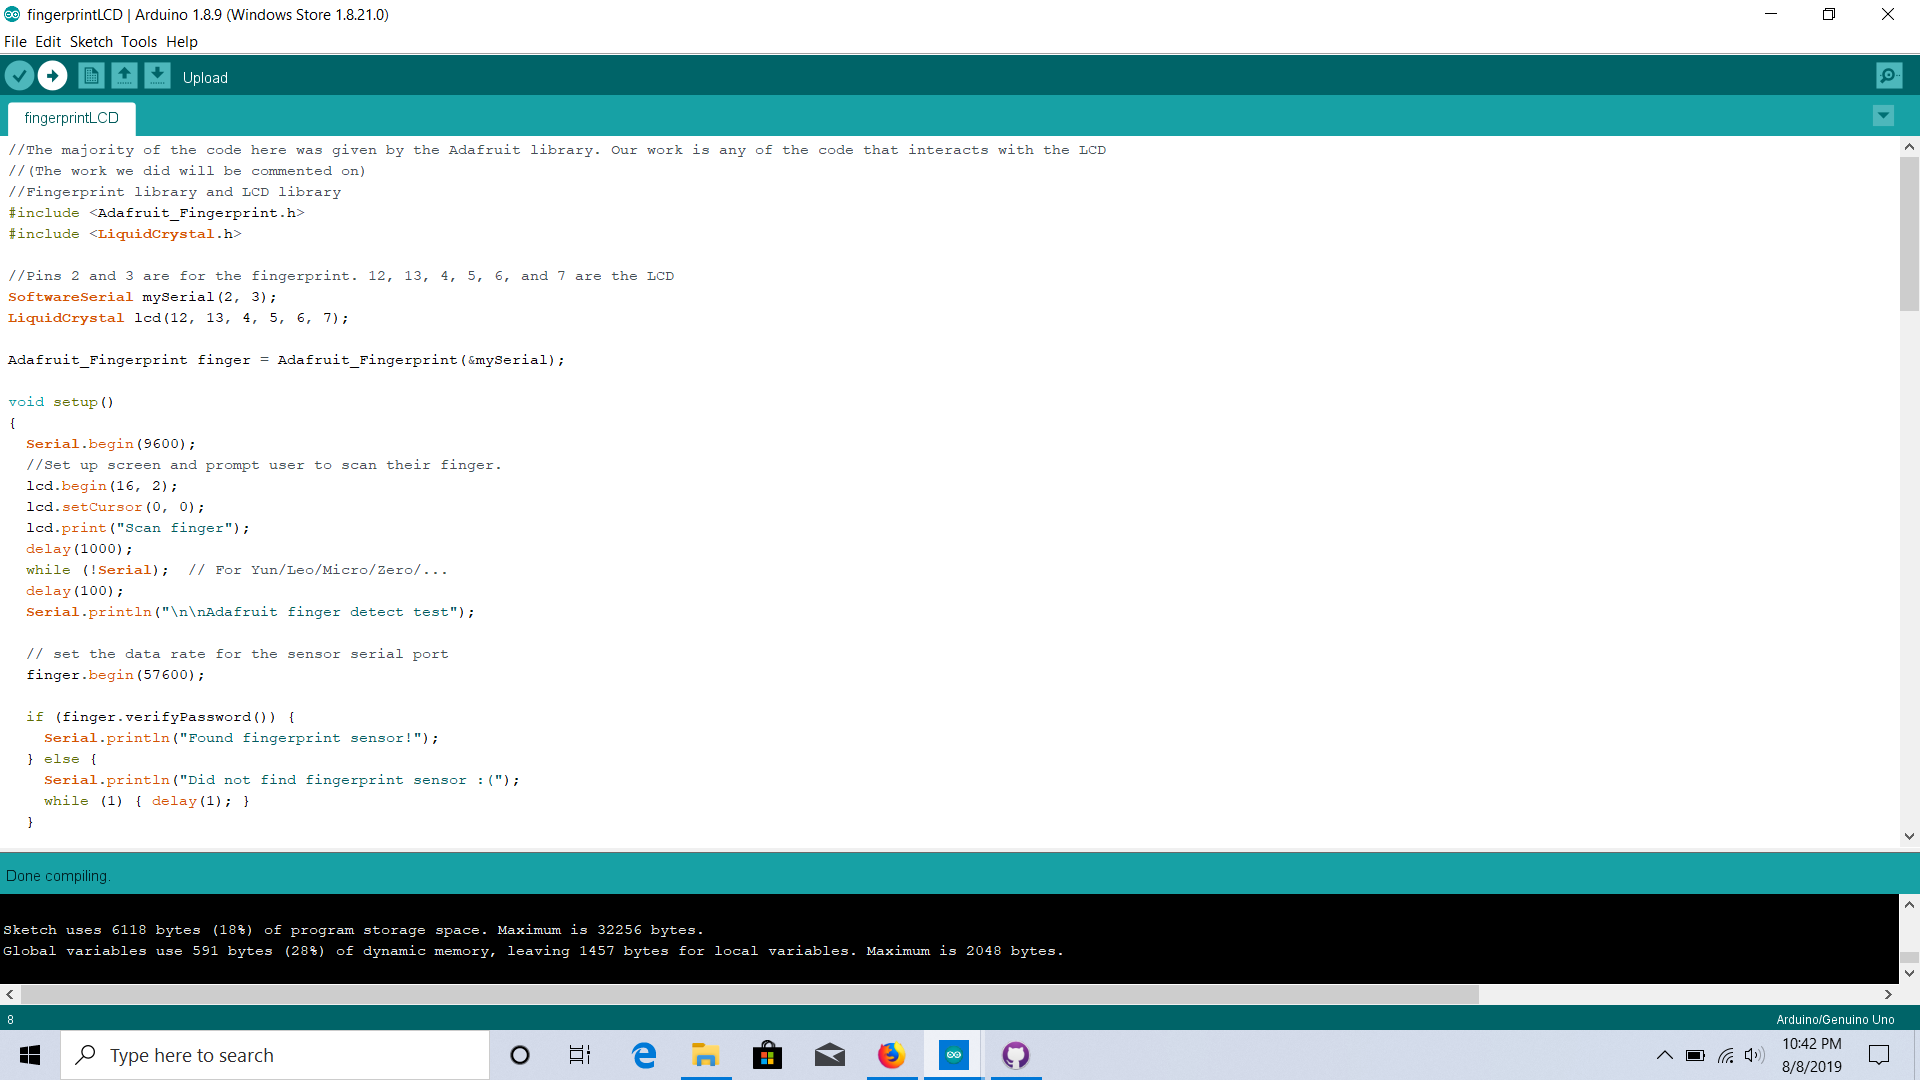 fingerprintLCD | Arduino 1.8.9 (Windows Store 1.8.21.0)
File Edit Sketch Tools Help
Upload
fingerprintLCD
//The majority of the code here was given by the Adafruit library. Our work is any of the code that interacts with the LCD
//(The work we did will be commented on)
//Fingerprint library and LCD library
#include <Adafruit_Fingerprint.h>
#include <LiquidCrystal.h>

//Pins 2 and 3 are for the fingerprint. 12, 13, 4, 5, 6, and 7 are the LCD
SoftwareSerial mySerial(2, 3);
LiquidCrystal lcd(12, 13, 4, 5, 6, 7);

Adafruit_Fingerprint finger = Adafruit_Fingerprint(&mySerial);

void setup()
{
  Serial.begin(9600);
  //Set up screen and prompt user to scan their finger.
  lcd.begin(16, 2);
  lcd.setCursor(0, 0);
  lcd.print("Scan finger");
  delay(1000);
  while (!Serial);  // For Yun/Leo/Micro/Zero/...
  delay(100);
  Serial.println("\n\nAdafruit finger detect test");

  // set the data rate for the sensor serial port
  finger.begin(57600);

  if (finger.verifyPassword()) {
    Serial.println("Found fingerprint sensor!");
  } else {
    Serial.println("Did not find fingerprint sensor :(");
    while (1) { delay(1); }
  }
Done compiling.
Sketch uses 6118 bytes (18%) of program storage space. Maximum is 32256 bytes.
Global variables use 591 bytes (28%) of dynamic memory, leaving 1457 bytes for local variables. Maximum is 2048 bytes.
8
Arduino/Genuino Uno
Type here to search
10:42 PM
8/8/2019